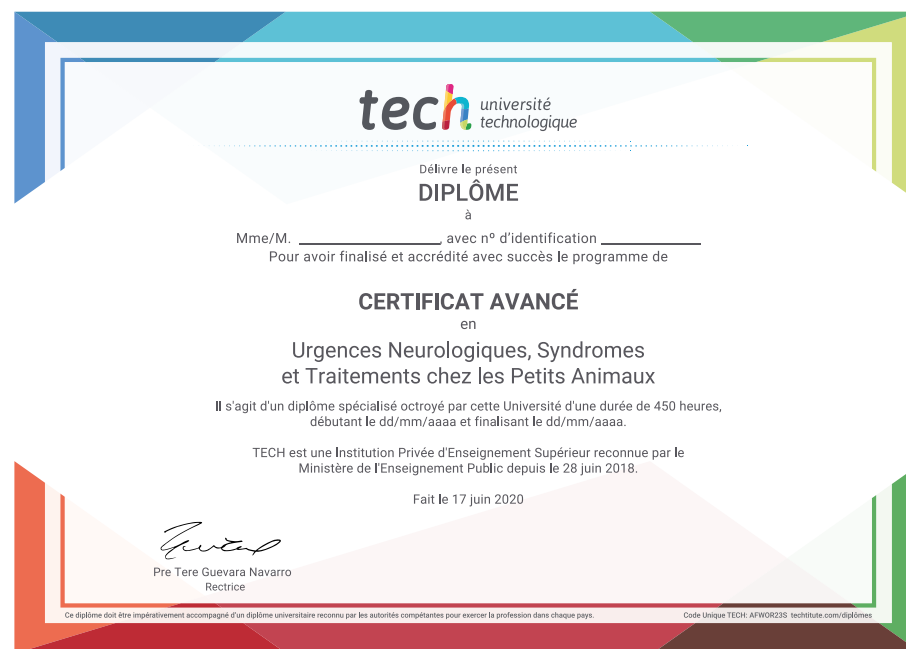 tech université
technologique
Délivre le présent
DIPLÔME
à
Mme/M. ____________________, avec nº d'identification ______________
Pour avoir finalisé et accrédité avec succès le programme de
CERTIFICAT AVANCÉ
en
Urgences Neurologiques, Syndromes
et Traitements chez les Petits Animaux
Il s'agit d'un diplôme spécialisé octroyé par cette Université d'une durée de 450 heures,
débutant le dd/mm/aaaa et finalisant le dd/mm/aaaa.
TECH est une Institution Privée d'Enseignement Supérieur reconnue par le
Ministère de l'Enseignement Public depuis le 28 juin 2018.
Fait le 17 juin 2020
Pre Tere Guevara Navarro
Rectrice
Ce diplôme doit être impérativement accompagné d'un diplôme universitaire reconnu par les autorités compétantes pour exercer la profession dans chaque pays.
Code Unique TECH: AFWOR23S techtitute.com/diplômes